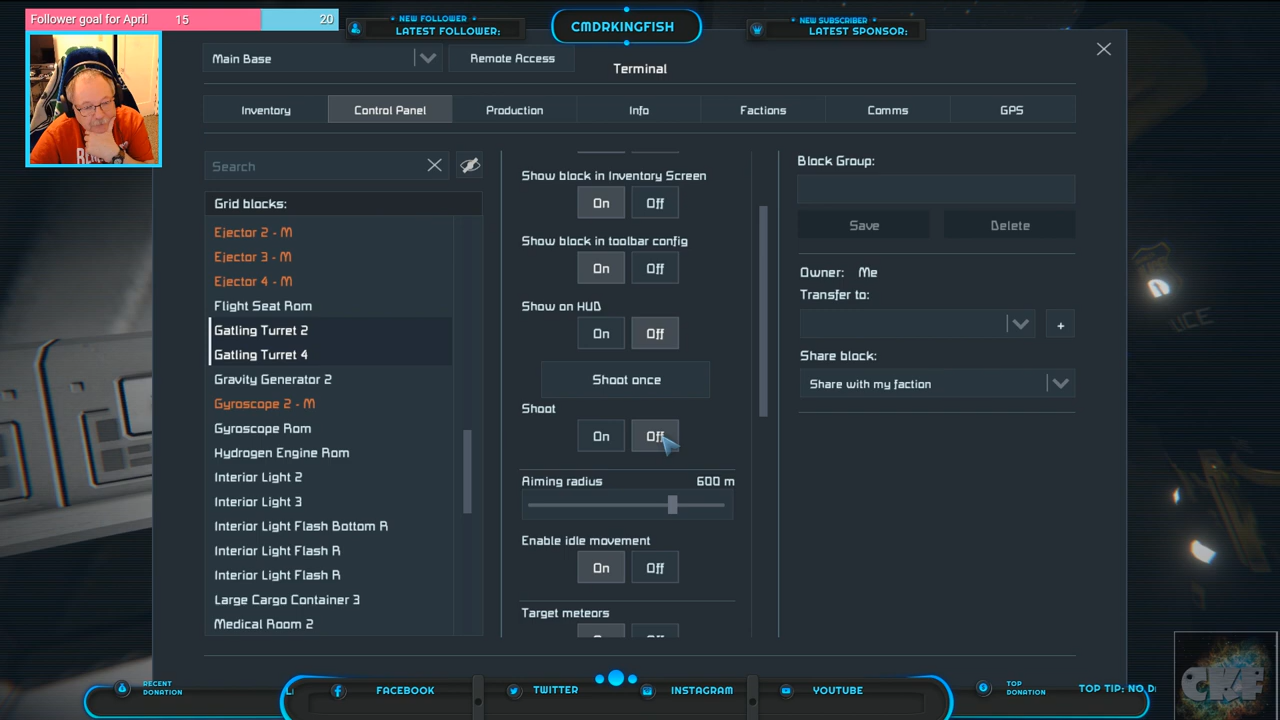 Follower goal for April 15 20
NEW FOLLOWER
LATEST FOLLOWER:
CMDRKINGFISH
NEW SUBSCRIBER
LATEST SPONSOR:
Main Base
Remote Access
Terminal
Inventory
Control Panel
Production
Info
Factions
Comms
GPS
Search
Grid blocks:
Ejector 2 - M
Ejector 3 - M
Ejector 4 - M
Flight Seat Rom
Gatling Turret 2
Gatling Turret 4
Gravity Generator 2
Gyroscope 2 - M
Gyroscope Rom
Hydrogen Engine Rom
Interior Light 2
Interior Light 3
Interior Light Flash Bottom R
Interior Light Flash R
Interior Light Flash R
Large Cargo Container 3
Medical Room 2
Show block in Inventory Screen
On Off
Show block in toolbar config
On Off
Show on HUD
On Off
Shoot once
Shoot
On Off
Aiming radius 600 m
Enable idle movement
On Off
Target meteors
Block Group:
Save
Delete
Owner: Me
Transfer to:
+
Share block:
Share with my faction
RECENT
DONATION
FACEBOOK
TWITTER
INSTAGRAM
YOUTUBE
TOP
DONATION
TOP TIP: NO D
CKF